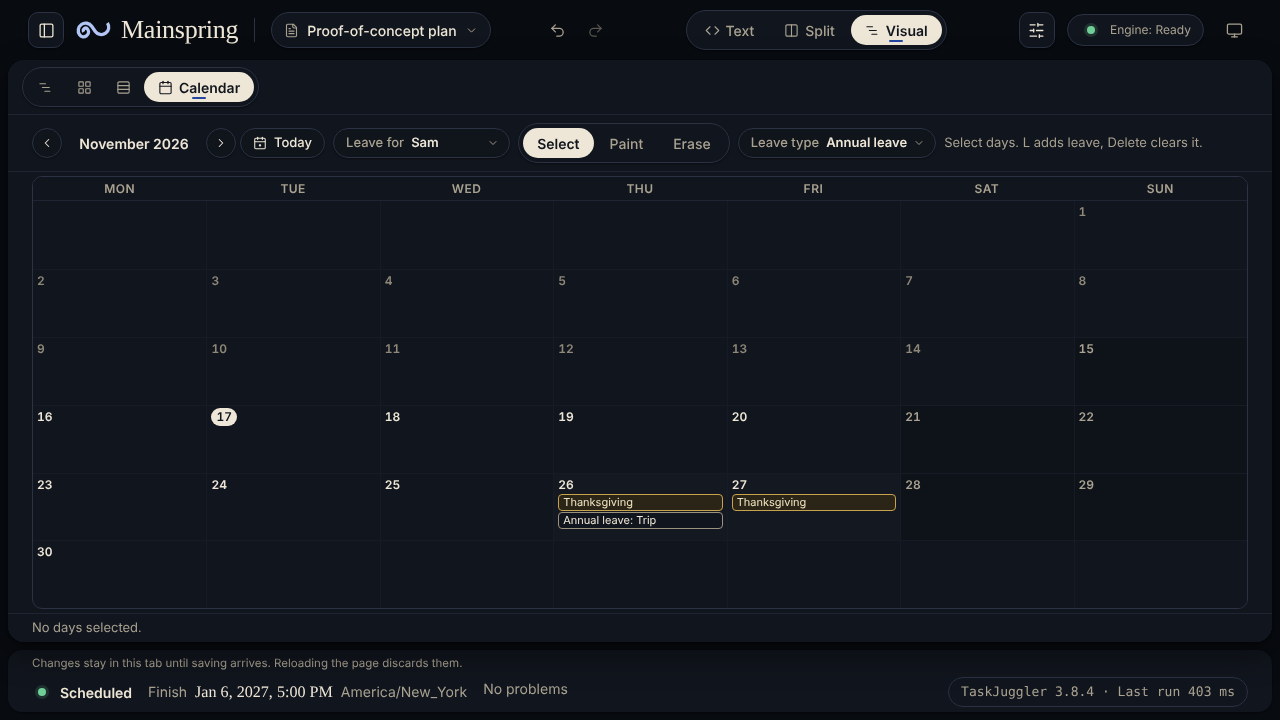 Mainspring
Proof-of-concept plan
Text
Split
Visual
Engine: Ready
Calendar
November 2026
Today
Leave for Sam
Select
Paint
Erase
Leave type Annual leave
Select days. L adds leave, Delete clears it.
MON TUE WED THU FRI SAT SUN
1
2 3 4 5 6 7 8
9 10 11 12 13 14 15
16 17 18 19 20 21 22
23 24 25 26 27 28 29
Thanksgiving Thanksgiving
Annual leave: Trip
30
No days selected.
Changes stay in this tab until saving arrives. Reloading the page discards them.
Scheduled Finish Jan 6, 2027, 5:00 PM America/New_York No problems
TaskJuggler 3.8.4 · Last run 403 ms